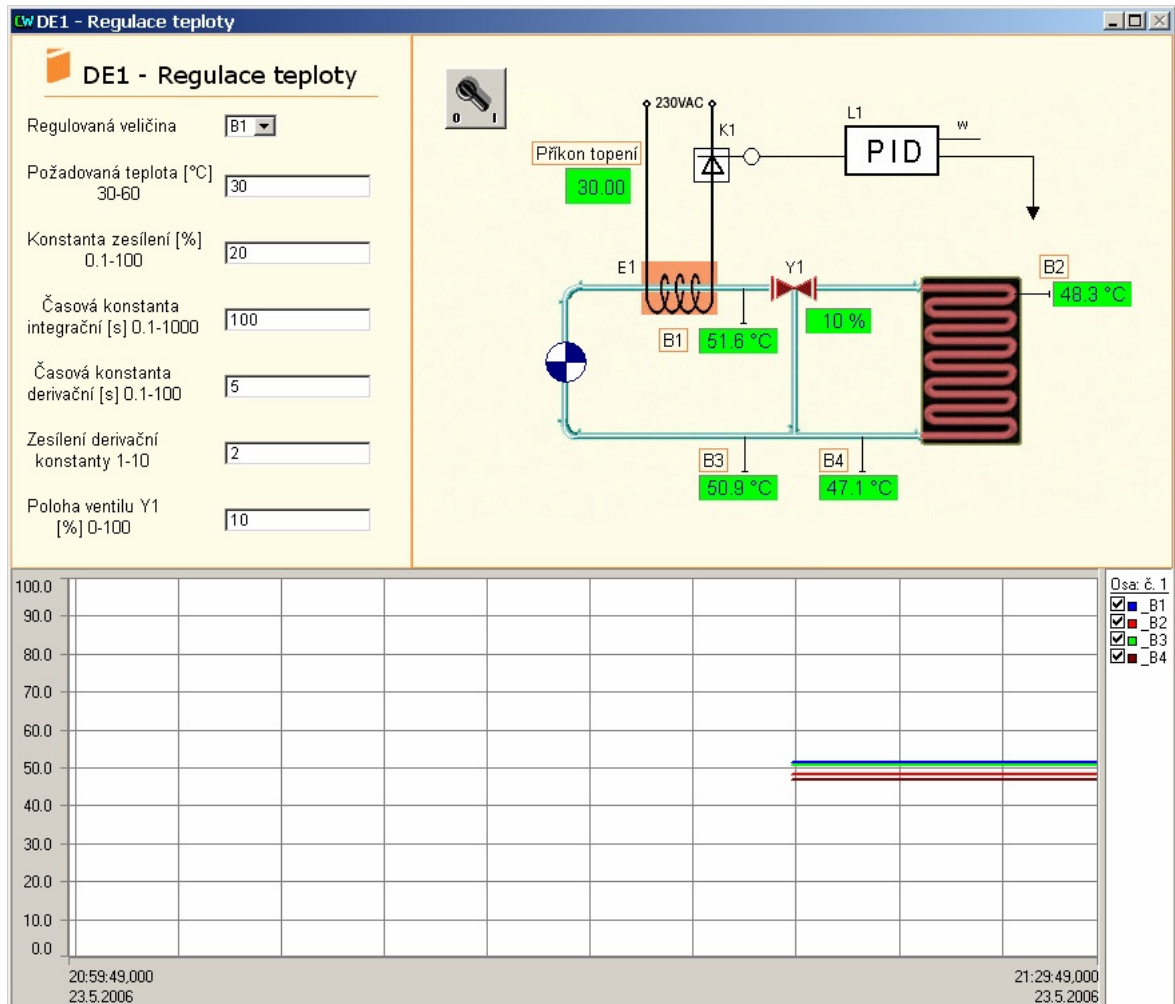 CW DE1 - Regulace teploty
DE1 - Regulace teploty
Regulovaná veličina
B1
Požadovaná teplota [°C]
30-60
30
Konstanta zesílení [%]
0.1-100
20
Časová konstanta
integrační [s] 0.1-1000
100
Časová konstanta
derivační [s] 0.1-100
5
Zesílení derivační
konstanty 1-10
2
Poloha ventilu Y1
[%] 0-100
10
0 I
230VAC
K1
L1
w
PID
Příkon topení
30.00
E1
Y1
B2
48.3 °C
10 %
B1
51.6 °C
B3
50.9 °C
B4
47.1 °C
100.0
90.0
80.0
70.0
60.0
50.0
40.0
30.0
20.0
10.0
0.0
20:59:49,000
23.5.2006
21:29:49,000
23.5.2006
Osa: č. 1
_B1
_B2
_B3
_B4